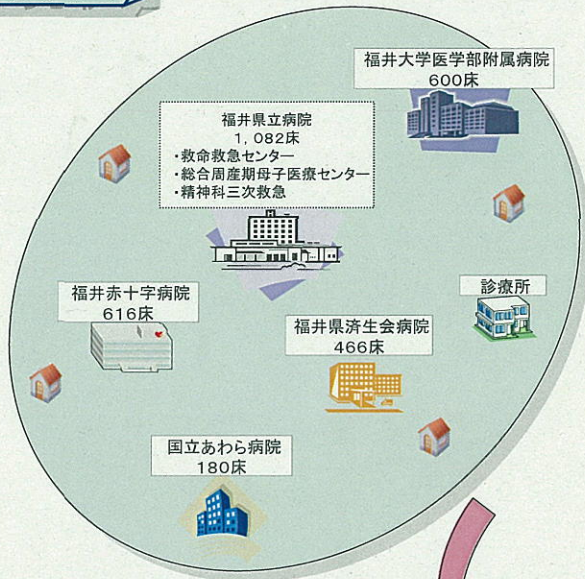 福井大学医学部附属病院
600床
福井県立病院
1,082床
・救命救急センター
・総合周産期母子医療センター
・精神科三次救急
福井赤十字病院
616床
診療所
福井県済生会病院
466床
国立あわら病院
180床